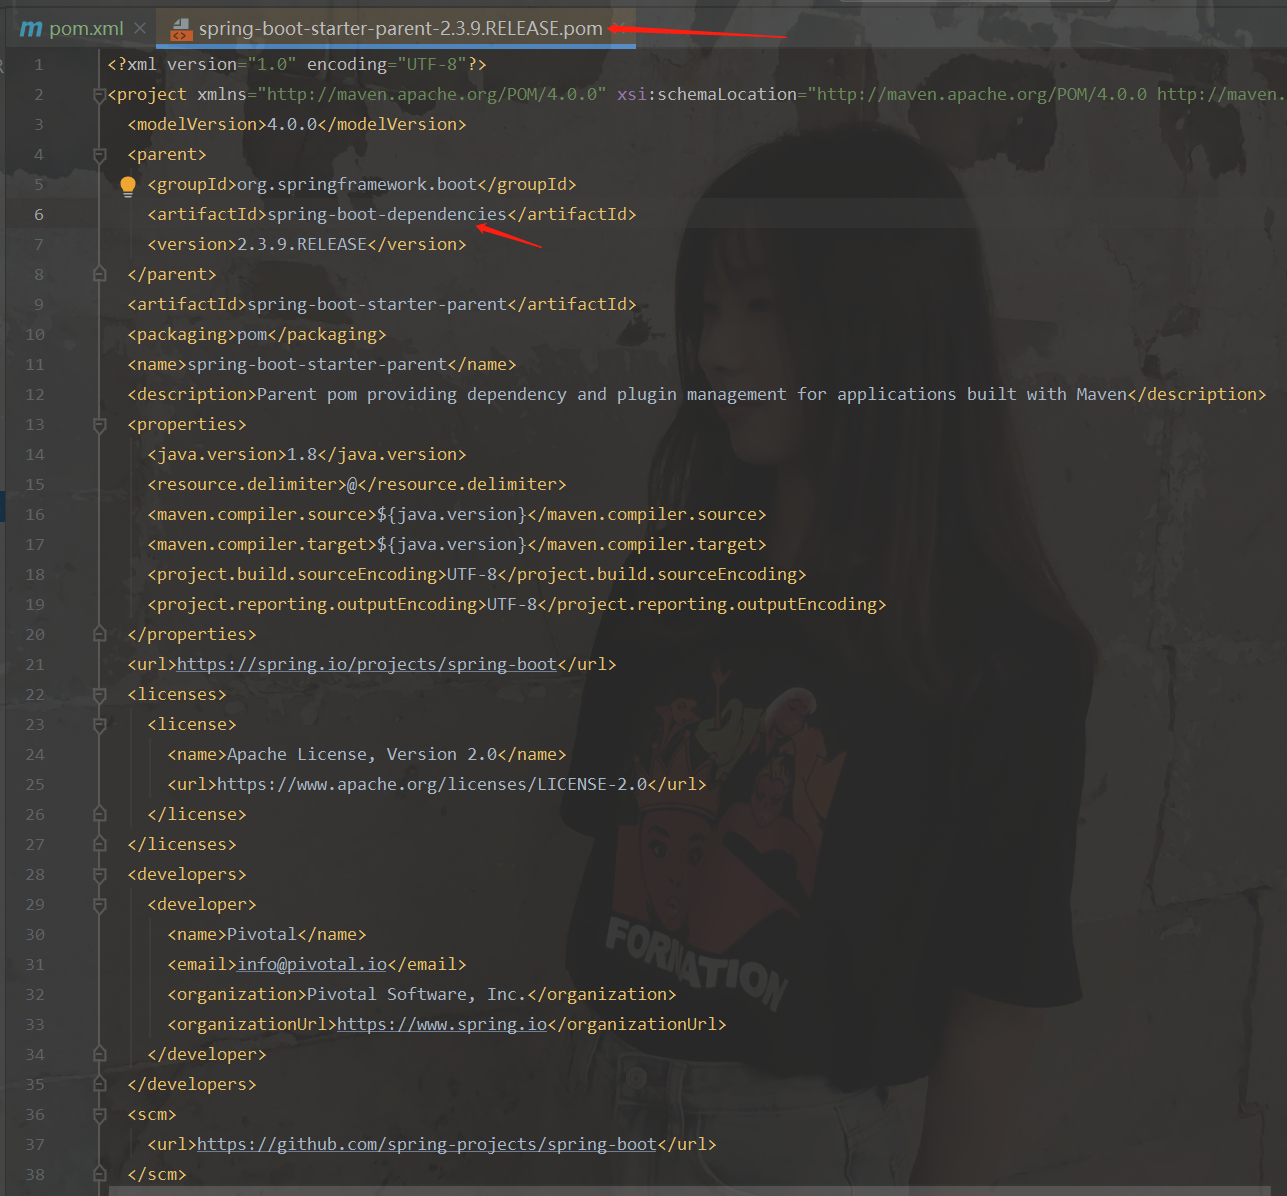 pom.xml
spring-boot-starter-parent-2.3.9.RELEASE.pom
1 <?xml version="1.0" encoding="UTF-8"?>
2 <project xmlns="http://maven.apache.org/POM/4.0.0" xsi:schemaLocation="http://maven.apache.org/POM/4.0.0 http://maven.
3 <modelVersion>4.0.0</modelVersion>
4 <parent>
5 <groupId>org.springframework.boot</groupId>
6 <artifactId>spring-boot-dependencies</artifactId>
7 <version>2.3.9.RELEASE</version>
8 </parent>
9 <artifactId>spring-boot-starter-parent</artifactId>
10 <packaging>pom</packaging>
11 <name>spring-boot-starter-parent</name>
12 <description>Parent pom providing dependency and plugin management for applications built with Maven</description>
13 <properties>
14 <java.version>1.8</java.version>
15 <resource.delimiter>@</resource.delimiter>
16 <maven.compiler.source>${java.version}</maven.compiler.source>
17 <maven.compiler.target>${java.version}</maven.compiler.target>
18 <project.build.sourceEncoding>UTF-8</project.build.sourceEncoding>
19 <project.reporting.outputEncoding>UTF-8</project.reporting.outputEncoding>
20 </properties>
21 <url>https://spring.io/projects/spring-boot</url>
22 <licenses>
23 <license>
24 <name>Apache License, Version 2.0</name>
25 <url>https://www.apache.org/licenses/LICENSE-2.0</url>
26 </license>
27 </licenses>
28 <developers>
29 <developer>
30 <name>Pivotal</name>
31 <email>info@pivotal.io</email>
32 <organization>Pivotal Software, Inc.</organization>
33 <organizationUrl>https://www.spring.io</organizationUrl>
34 </developer>
35 </developers>
36 <scm>
37 <url>https://github.com/spring-projects/spring-boot</url>
38 </scm>
FORNATION